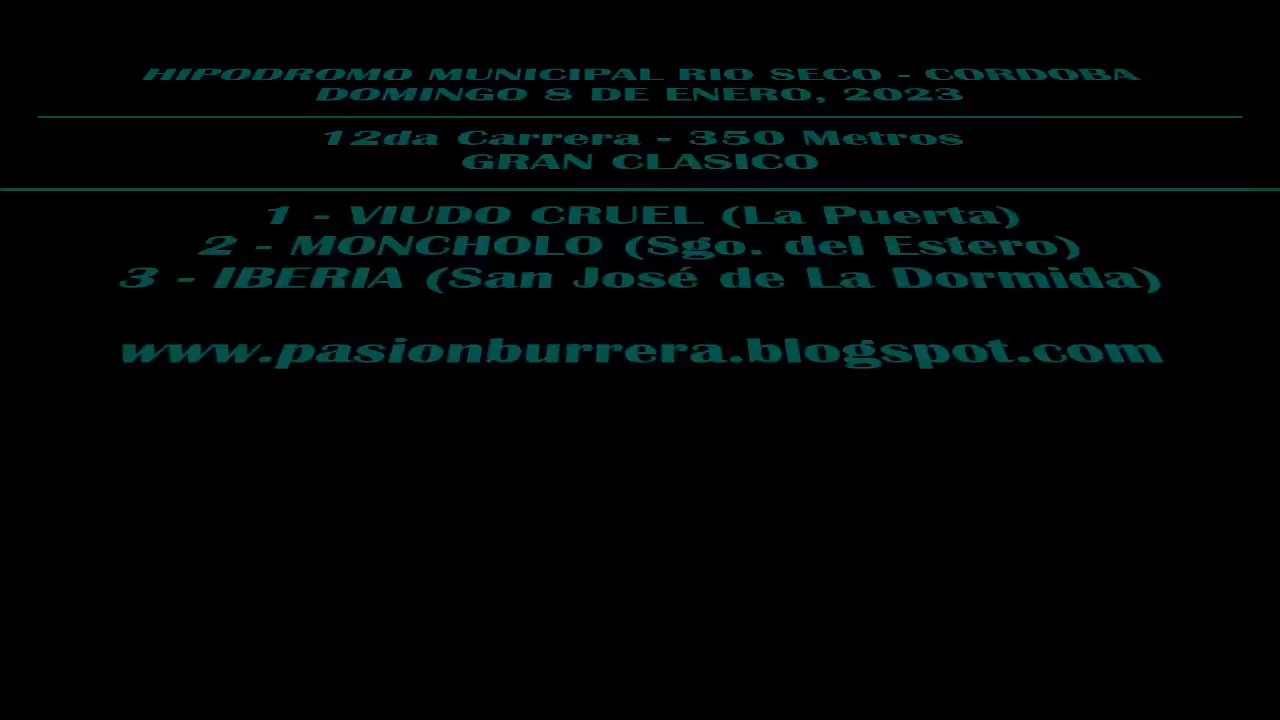 HIPODROMO MUNICIPAL RIO SECO - CORDOBA
DOMINGO 8 DE ENERO, 2023
12da Carrera - 350 Metros
GRAN CLASICO
1 - VIUDO CRUEL (La Puerta)
2 - MONCHOLO (Sgo. del Estero)
3 - IBERIA (San José de La Dormida)
www.pasionburrera.blogspot.com